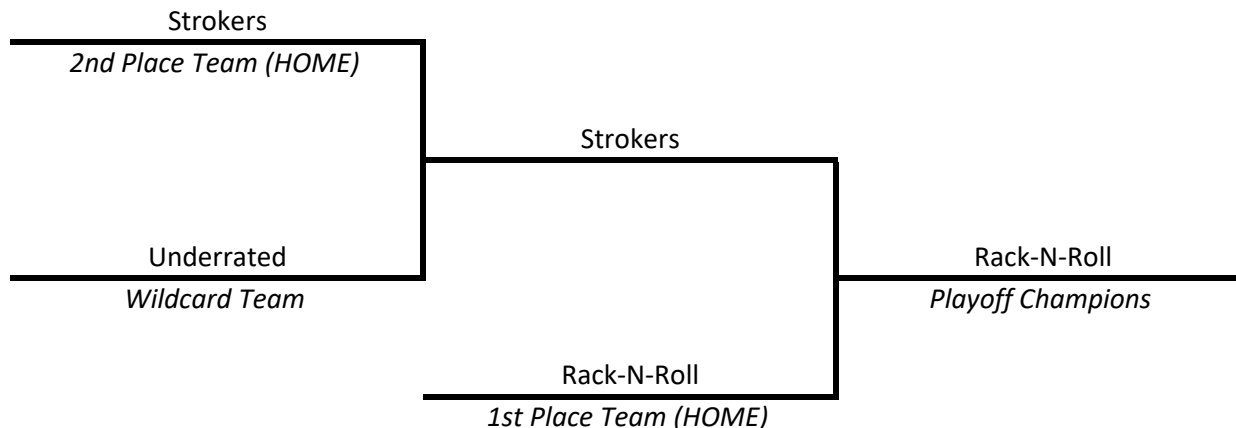 Strokers
2nd Place Team (HOME)
Strokers
Underrated
Wildcard Team
Rack-N-Roll
Playoff Champions
Rack-N-Roll
1st Place Team (HOME)